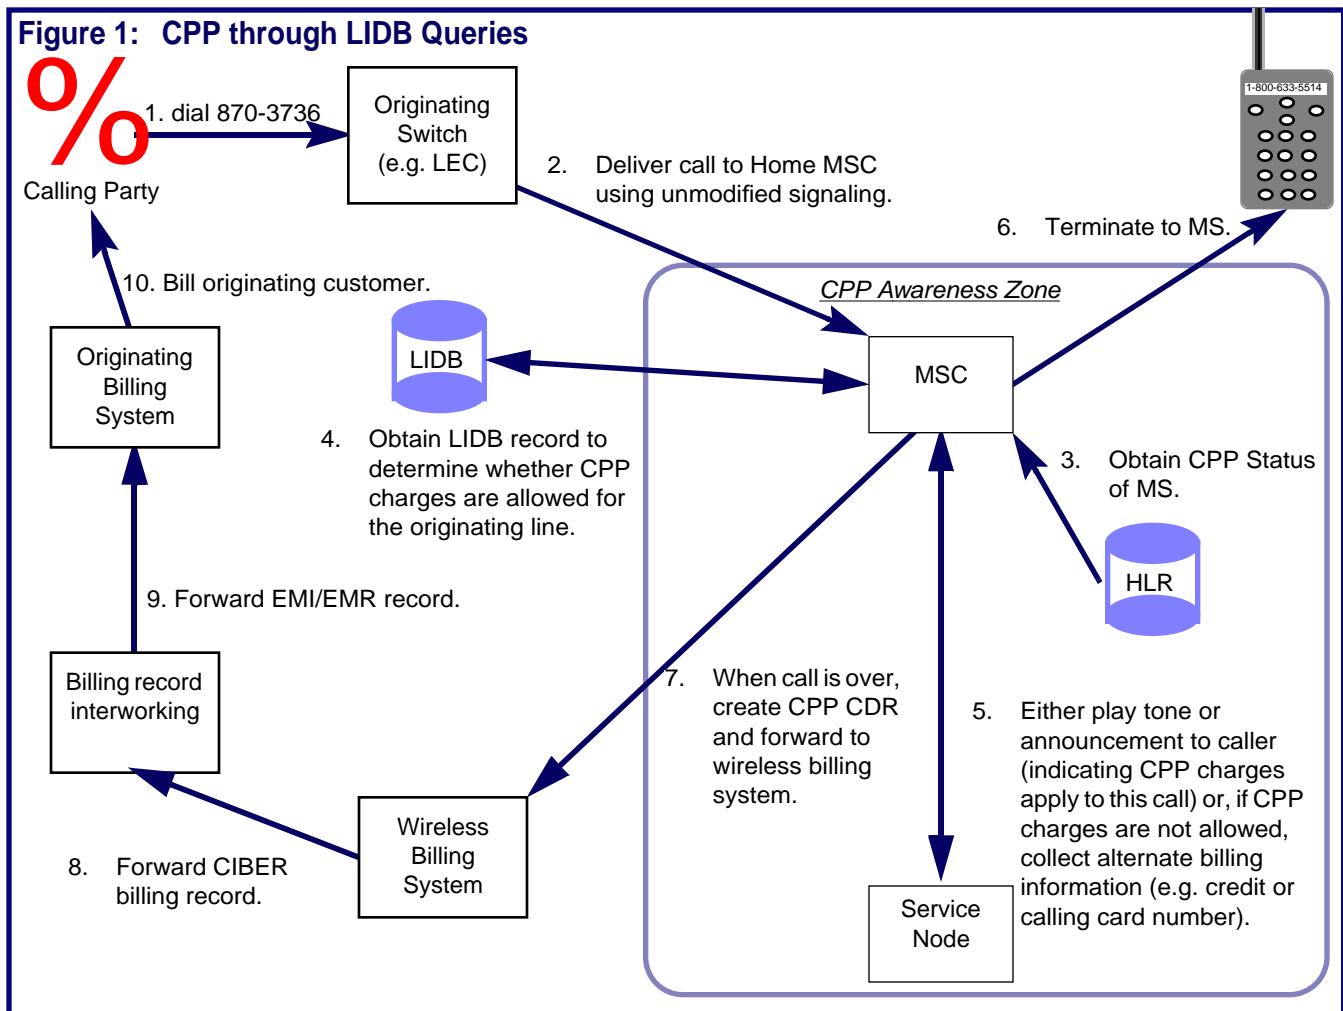 Figure 1: CPP through LIDB Queries
%
1. dial 870-3736
Calling Party
Originating
Switch
(e.g. LEC)
2. Deliver call to Home MSC
using unmodified signaling.
1-800-633-5514
6. Terminate to MS.
10. Bill originating customer.
CPP Awareness Zone
Originating
Billing
System
LIDB
MSC
4. Obtain LIDB record to
determine whether CPP
charges are allowed for
the originating line.
3. Obtain CPP Status
of MS.
HLR
9. Forward EMI/EMR record.
Billing record
interworking
7. When call is over,
create CPP CDR
and forward to
wireless billing
system.
5. Either play tone or
announcement to caller
(indicating CPP charges
apply to this call) or, if CPP
charges are not allowed,
collect alternate billing
information (e.g. credit or
calling card number).
Wireless
Billing
System
8. Forward CIBER
billing record.
Service
Node